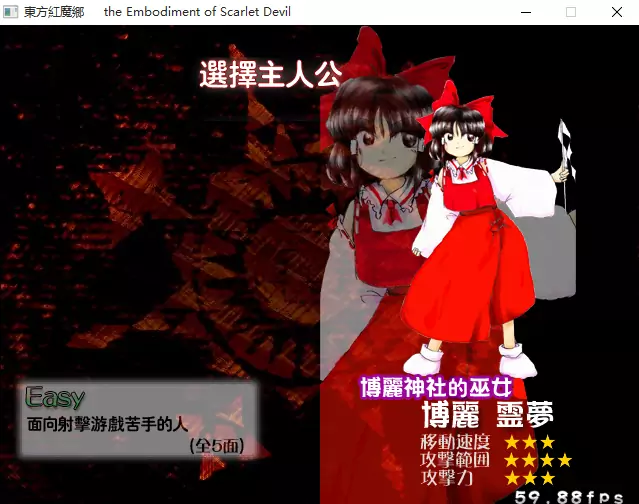 東方紅魔鄉 the Embodiment of Scarlet Devil
選擇主人公
Easy
面向射擊游戲苦手的人
(全5面)
博麗神社的巫女
博麗 靈夢
移動速度 ★★★
攻擊範囲 ★★★★
攻擊力 ★★★
59.88fps